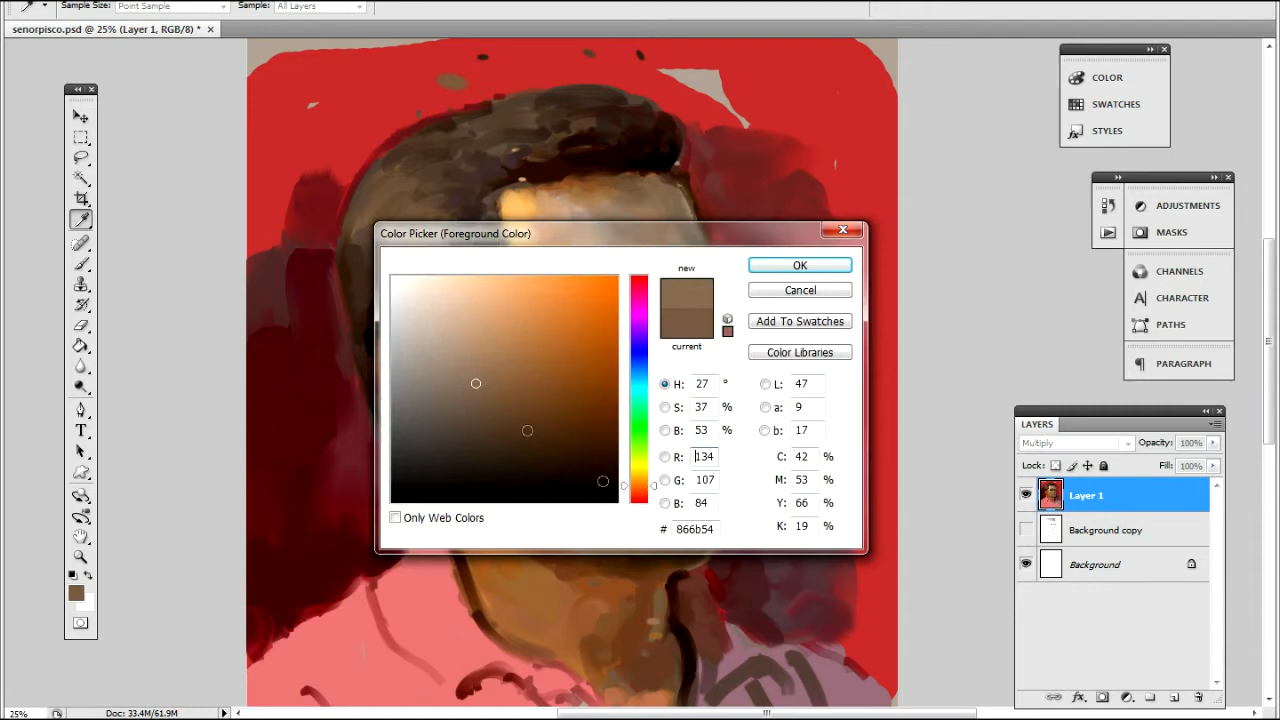 Sample Size: Point Sample Sample: All Layers
senorpisco.psd @ 25% (Layer 1, RGB/8) *
COLOR
SWATCHES
STYLES
ADJUSTMENTS
MASKS
CHANNELS
CHARACTER
PATHS
PARAGRAPH
Color Picker (Foreground Color)
new
current
OK
Cancel
Add To Swatches
Color Libraries
H: 27 ° L: 47
S: 37 % a: 9
B: 53 % b: 17
R: 134 C: 42 %
G: 107 M: 53 %
B: 84 Y: 66 %
# 866b54 K: 19 %
Only Web Colors
LAYERS
Multiply Opacity: 100%
Lock: Fill: 100%
Layer 1
Background copy
Background
25% Doc: 33.4M/61.9M